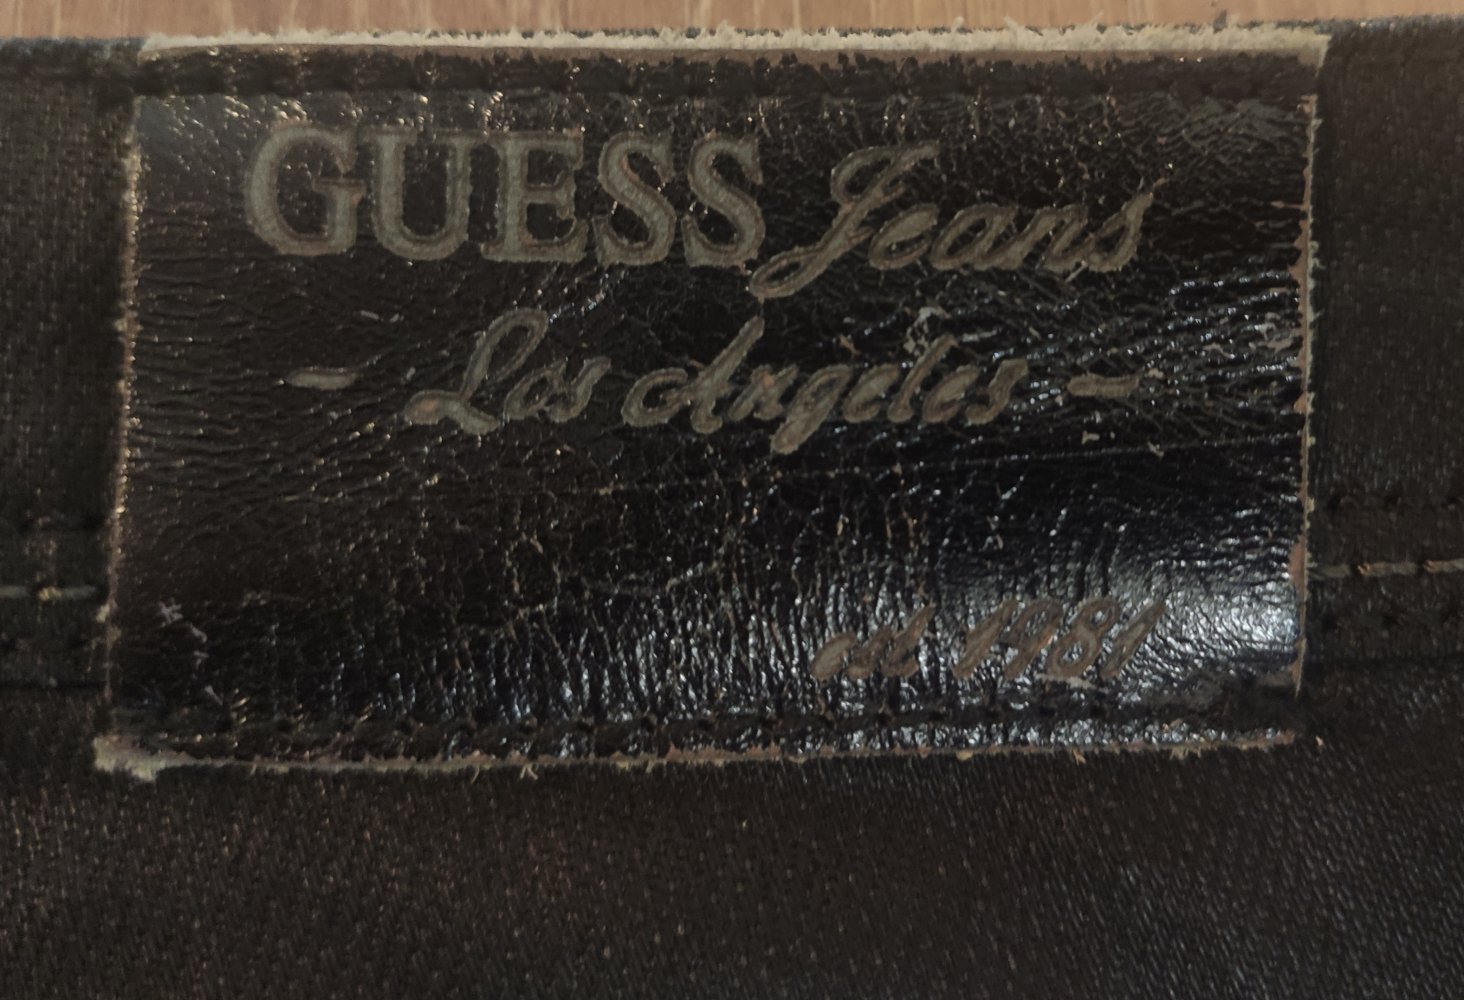 GUESS Jeans
- Los Angeles -
est 1981